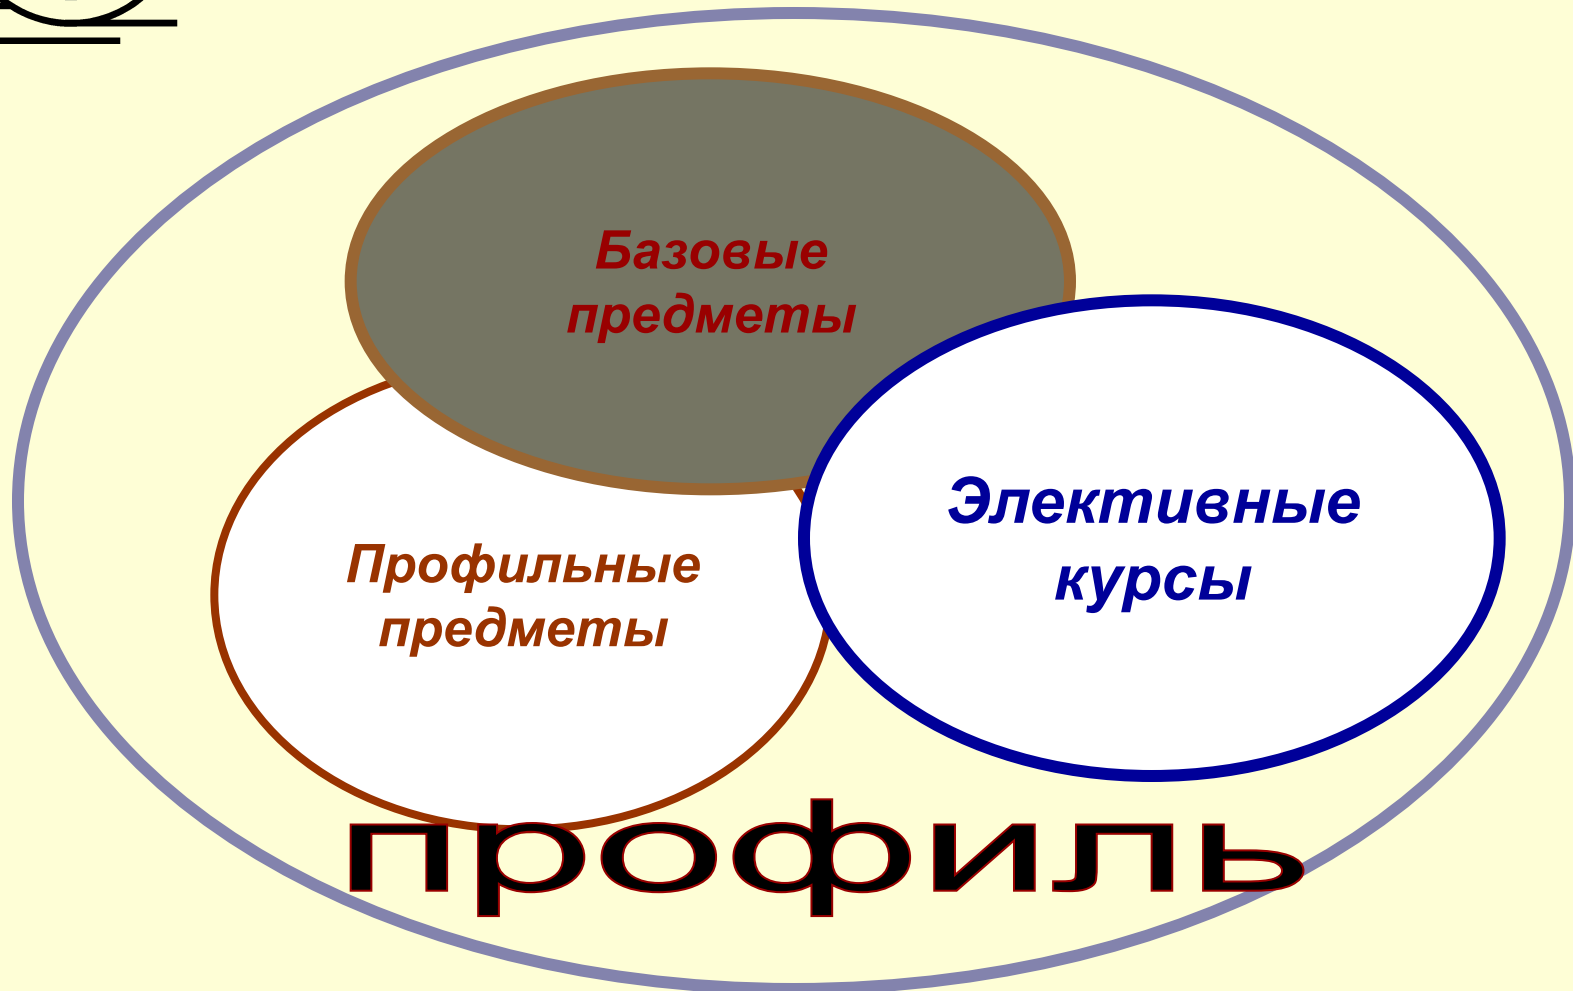 Базовые
предметы
Элективные
курсы
Профильные
предметы
профиль